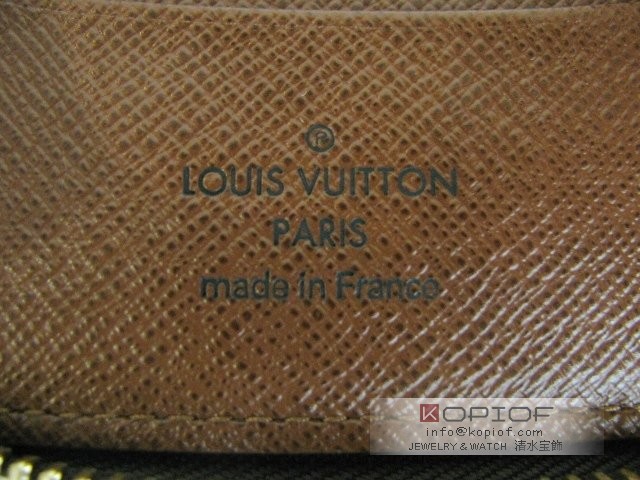 ®
LOUIS VUITTON
PARIS
made in France
KOPIOF
info@kopiof.com
JEWELRY & WATCH 清水宝飾